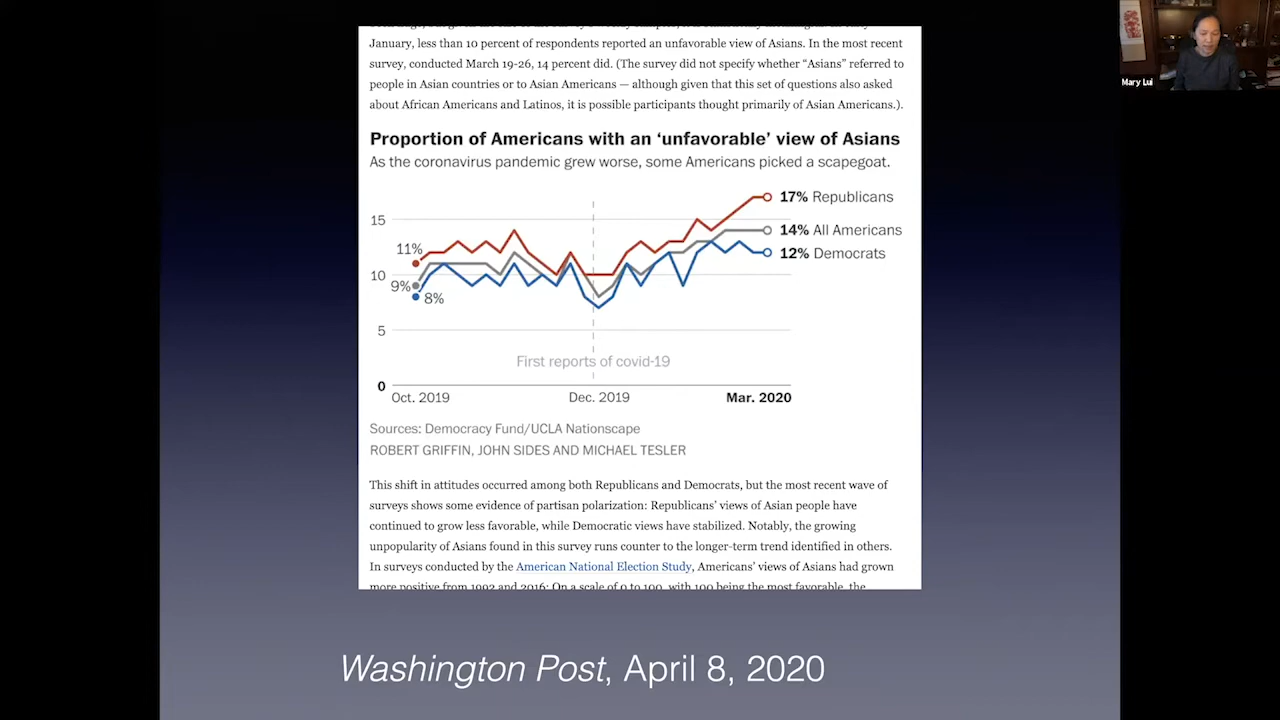 January, less than 10 percent of respondents reported an unfavorable view of Asians. In the most recent
survey, conducted March 19-26, 14 percent did. (The survey did not specify whether “Asians” referred to
people in Asian countries or to Asian Americans — although given that this set of questions also asked
about African Americans and Latinos, it is possible participants thought primarily of Asian Americans.).
Proportion of Americans with an ‘unfavorable’ view of Asians
As the coronavirus pandemic grew worse, some Americans picked a scapegoat.
17% Republicans
15
14% All Americans
11%
12% Democrats
10
9%
8%
5
First reports of covid-19
0
Oct. 2019
Dec. 2019
Mar. 2020
Sources: Democracy Fund/UCLA Nationscape
ROBERT GRIFFIN, JOHN SIDES AND MICHAEL TESLER
This shift in attitudes occurred among both Republicans and Democrats, but the most recent wave of
surveys shows some evidence of partisan polarization: Republicans’ views of Asian people have
continued to grow less favorable, while Democratic views have stabilized. Notably, the growing
unpopularity of Asians found in this survey runs counter to the longer-term trend identified in others.
In surveys conducted by the American National Election Study, Americans’ views of Asians had grown
more positive from 1992 and 2016: On a scale of 0 to 100, with 100 being the most favorable, the
Washington Post, April 8, 2020
Mary Lui